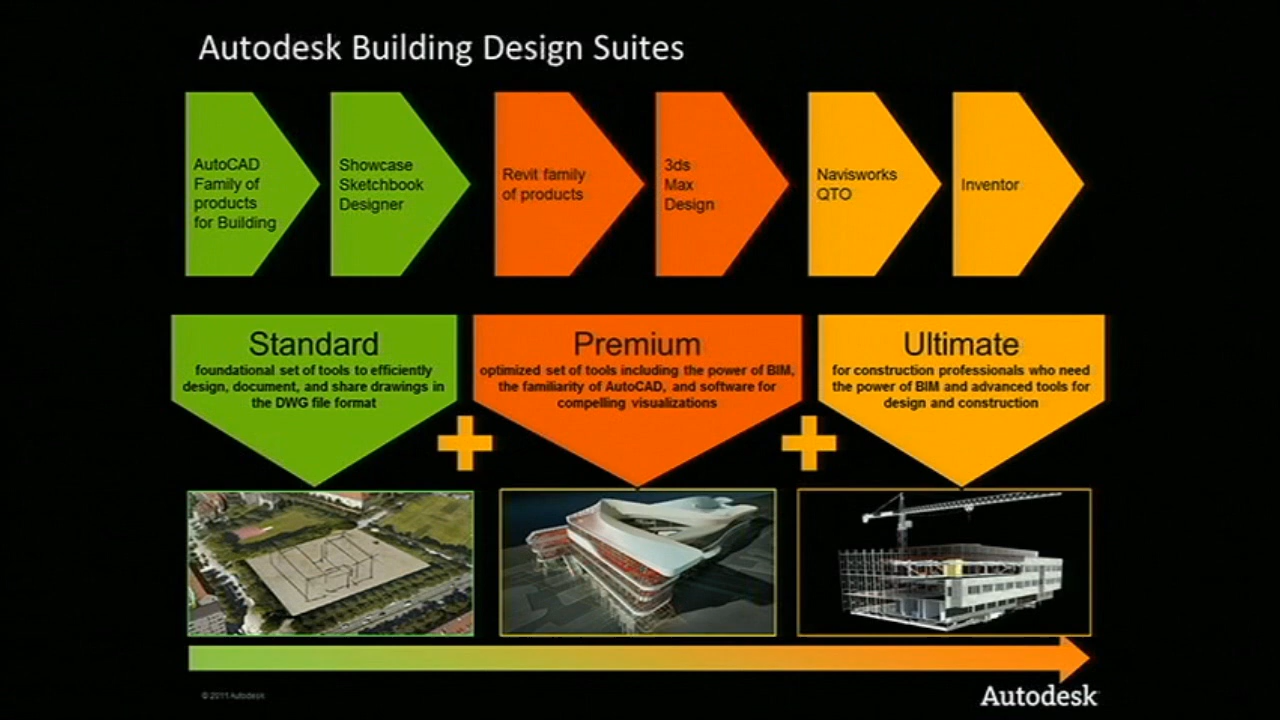 Autodesk Building Design Suites
AutoCAD
Family of
products
for Building
Showcase
Sketchbook
Designer
Revit family
of products
3ds
Max
Design
Navisworks
QTO
Inventor
Standard
foundational set of tools to efficiently
design, document, and share drawings in
the DWG file format
Premium
optimized set of tools including the power of BIM,
the familiarity of AutoCAD, and software for
compelling visualizations
Ultimate
for construction professionals who need
the power of BIM and advanced tools for
design and construction
© 2011 Autodesk
Autodesk